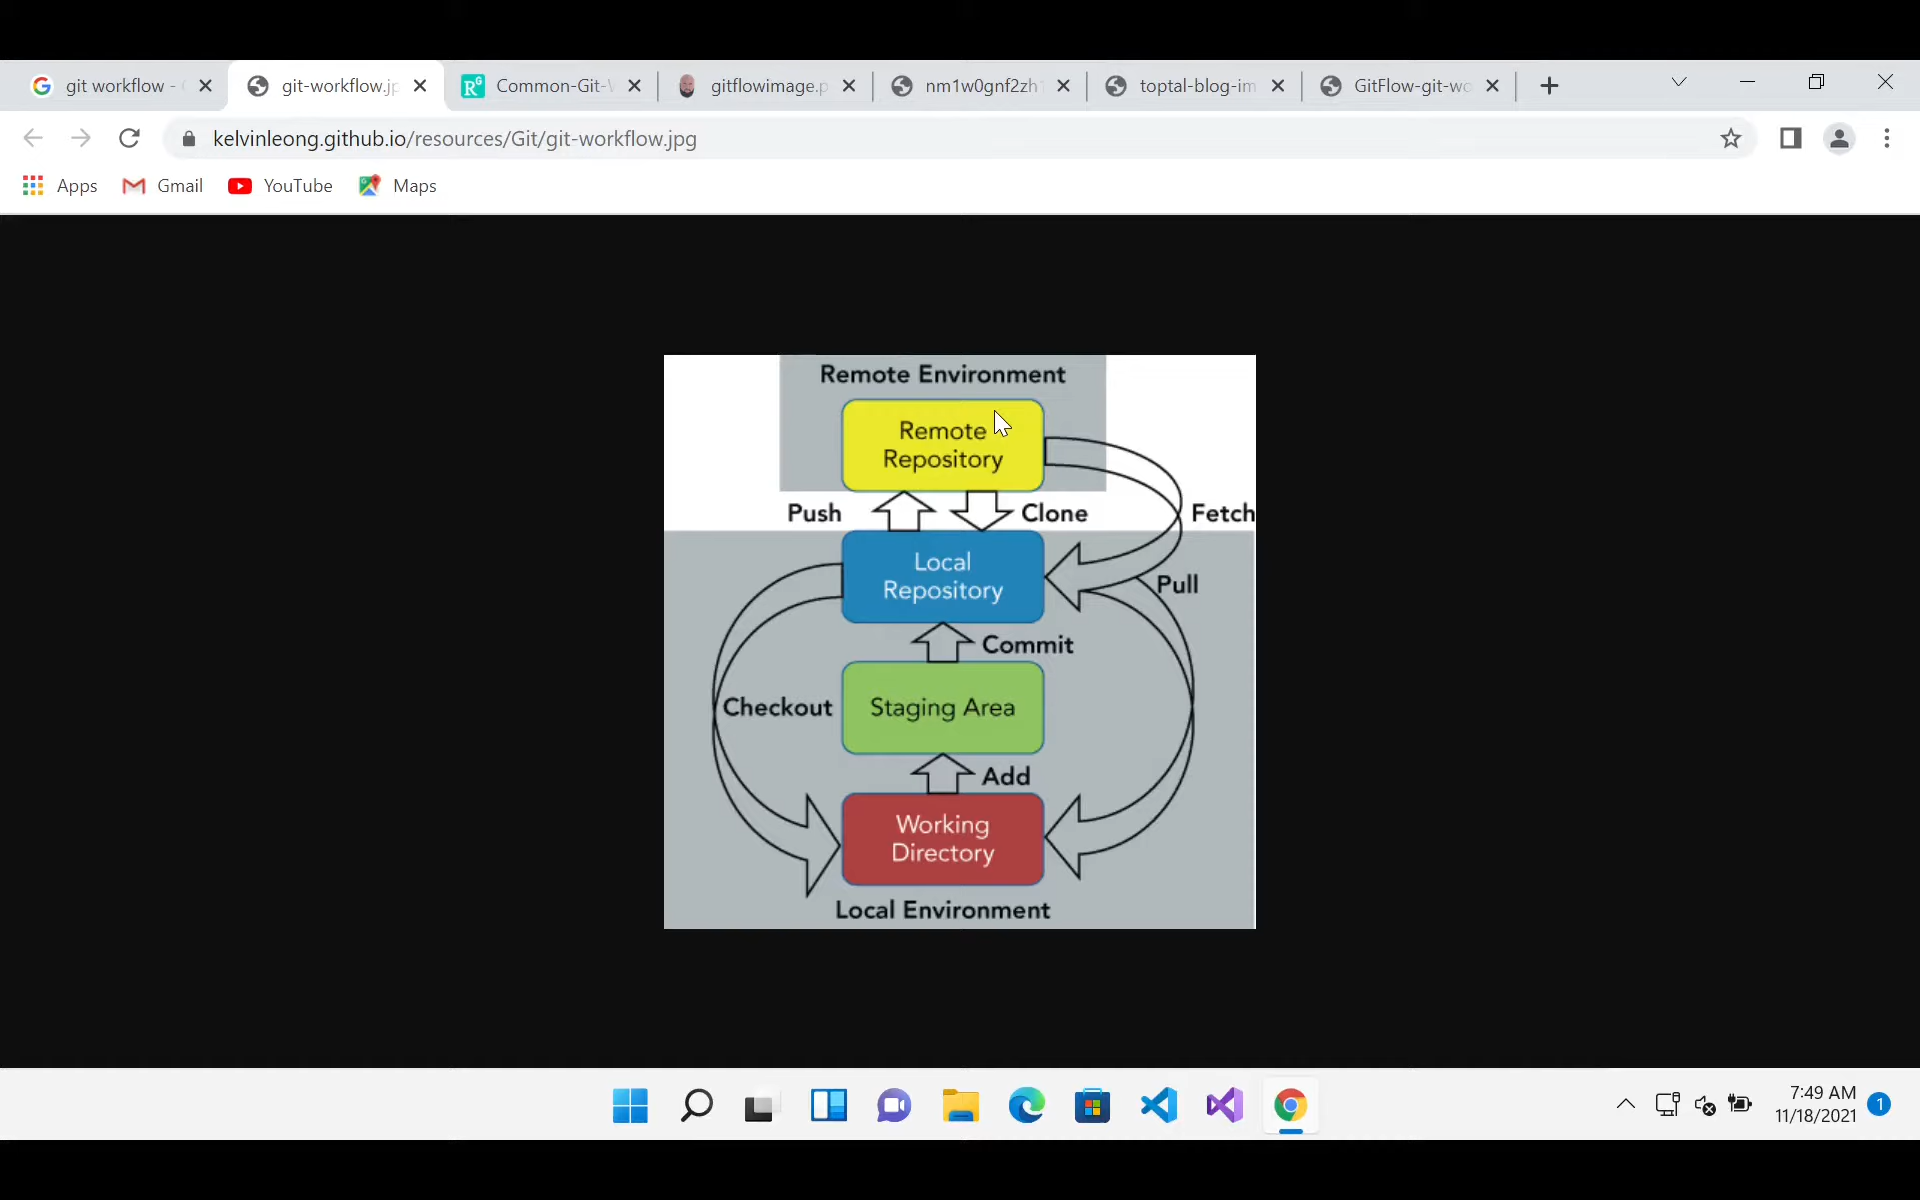 git workflow -
git-workflow.jp
Common-Git-
gitflowimage.p
nm1w0gnf2zh
toptal-blog-im
GitFlow-git-wo
kelvinleong.github.io/resources/Git/git-workflow.jpg
Apps
Gmail
YouTube
Maps
Remote Environment
Remote
Repository
Push
Clone
Fetch
Local
Repository
Pull
Commit
Checkout
Staging Area
Add
Working
Directory
Local Environment
7:49 AM
11/18/2021
1